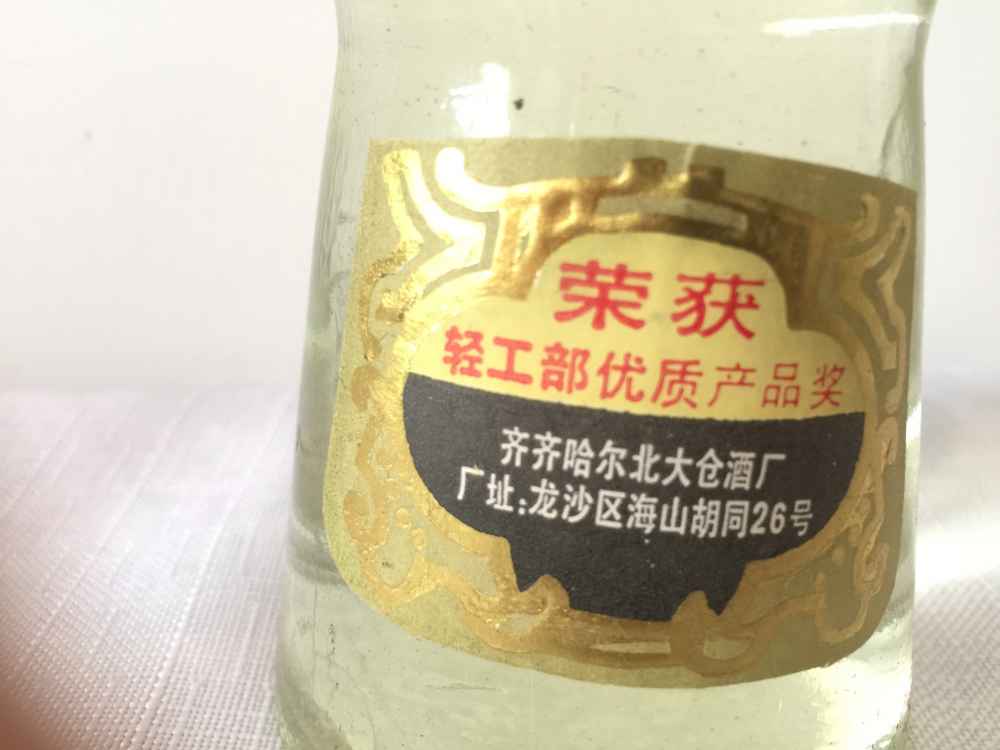 荣获
轻工部优质产品奖
齐齐哈尔北大仓酒厂
厂址:龙沙区海山胡同26号